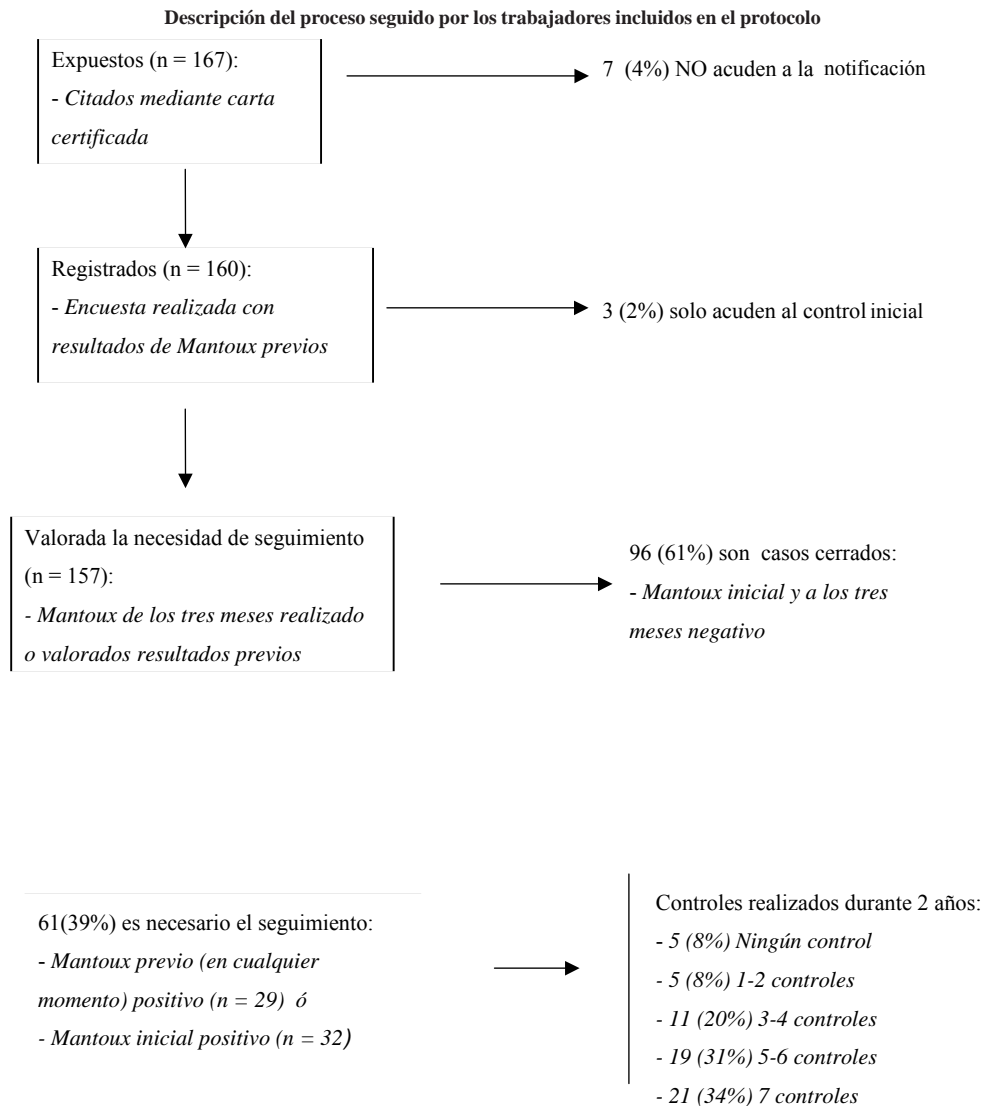 Descripción del proceso seguido por los trabajadores incluidos en el protocolo
Expuestos (n = 167):
- Citados mediante carta
certificada
7 (4%) NO acuden a la notificación
Registrados (n = 160):
- Encuesta realizada con
resultados de Mantoux previos
3 (2%) solo acuden al control inicial
Valorada la necesidad de seguimiento
(n = 157):
- Mantoux de los tres meses realizado
o valorados resultados previos
96 (61%) son casos cerrados:
- Mantoux inicial y a los tres
meses negativo
61(39%) es necesario el seguimiento:
- Mantoux previo (en cualquier
momento) positivo (n = 29) ó
- Mantoux inicial positivo (n = 32)
Controles realizados durante 2 años:
- 5 (8%) Ningún control
- 5 (8%) 1-2 controles
- 11 (20%) 3-4 controles
- 19 (31%) 5-6 controles
- 21 (34%) 7 controles